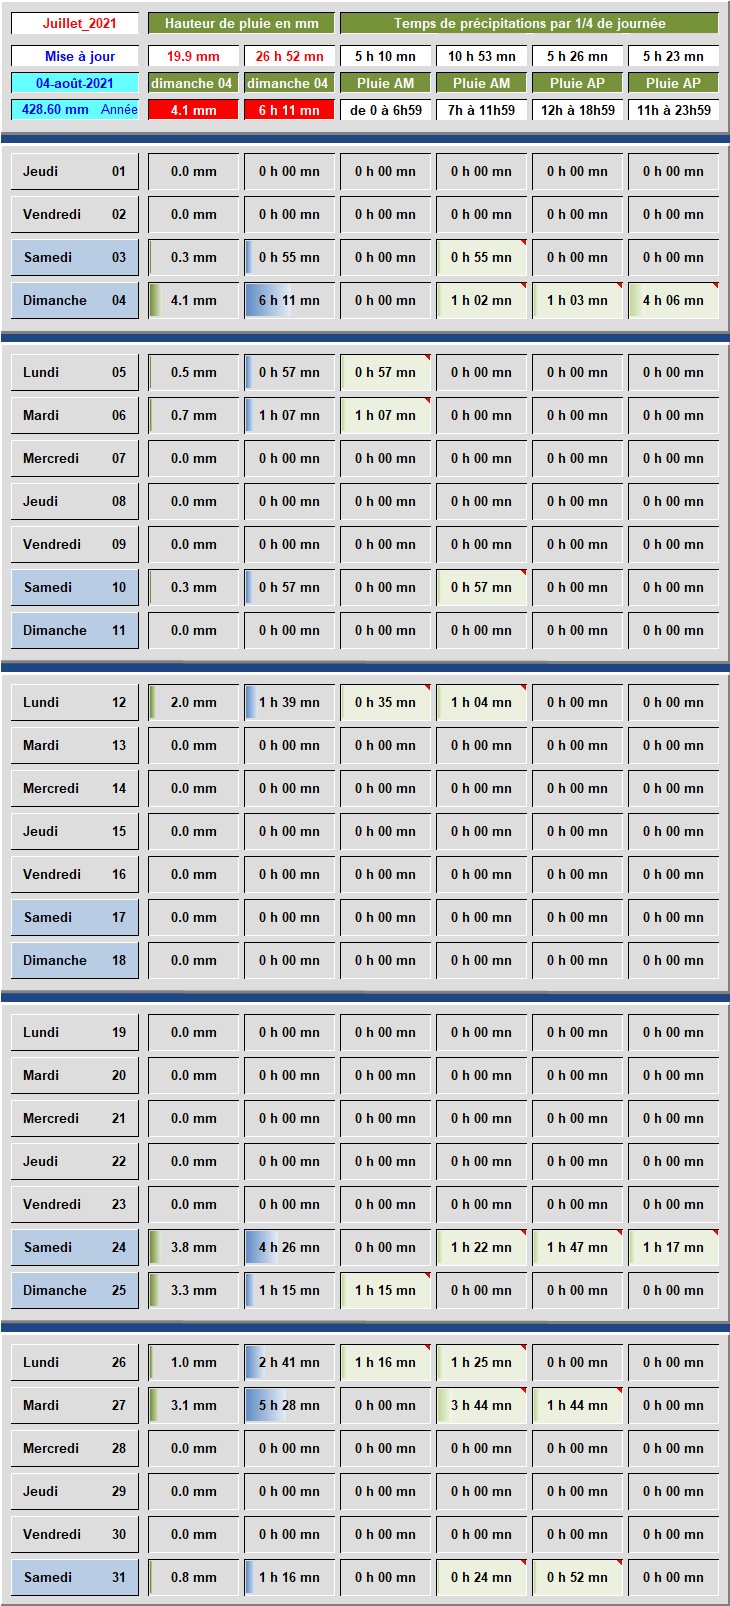 Juillet_2021 Hauteur de pluie en mm Temps de précipitations par 1/4 de journée
Mise à jour 19.9 mm 26 h 52 mn 5 h 10 mn 10 h 53 mn 5 h 26 mn 5 h 23 mn
04-août-2021 dimanche 04 dimanche 04 Pluie AM Pluie AM Pluie AP Pluie AP
428.60 mm Année 4.1 mm 6 h 11 mn de 0 à 6h59 7h à 11h59 12h à 18h59 11h à 23h59
Jeudi 01 0.0 mm 0 h 00 mn 0 h 00 mn 0 h 00 mn 0 h 00 mn 0 h 00 mn
Vendredi 02 0.0 mm 0 h 00 mn 0 h 00 mn 0 h 00 mn 0 h 00 mn 0 h 00 mn
Samedi 03 0.3 mm 0 h 55 mn 0 h 00 mn 0 h 55 mn 0 h 00 mn 0 h 00 mn
Dimanche 04 4.1 mm 6 h 11 mn 0 h 00 mn 1 h 02 mn 1 h 03 mn 4 h 06 mn
Lundi 05 0.5 mm 0 h 57 mn 0 h 57 mn 0 h 00 mn 0 h 00 mn 0 h 00 mn
Mardi 06 0.7 mm 1 h 07 mn 1 h 07 mn 0 h 00 mn 0 h 00 mn 0 h 00 mn
Mercredi 07 0.0 mm 0 h 00 mn 0 h 00 mn 0 h 00 mn 0 h 00 mn 0 h 00 mn
Jeudi 08 0.0 mm 0 h 00 mn 0 h 00 mn 0 h 00 mn 0 h 00 mn 0 h 00 mn
Vendredi 09 0.0 mm 0 h 00 mn 0 h 00 mn 0 h 00 mn 0 h 00 mn 0 h 00 mn
Samedi 10 0.3 mm 0 h 57 mn 0 h 00 mn 0 h 57 mn 0 h 00 mn 0 h 00 mn
Dimanche 11 0.0 mm 0 h 00 mn 0 h 00 mn 0 h 00 mn 0 h 00 mn 0 h 00 mn
Lundi 12 2.0 mm 1 h 39 mn 0 h 35 mn 1 h 04 mn 0 h 00 mn 0 h 00 mn
Mardi 13 0.0 mm 0 h 00 mn 0 h 00 mn 0 h 00 mn 0 h 00 mn 0 h 00 mn
Mercredi 14 0.0 mm 0 h 00 mn 0 h 00 mn 0 h 00 mn 0 h 00 mn 0 h 00 mn
Jeudi 15 0.0 mm 0 h 00 mn 0 h 00 mn 0 h 00 mn 0 h 00 mn 0 h 00 mn
Vendredi 16 0.0 mm 0 h 00 mn 0 h 00 mn 0 h 00 mn 0 h 00 mn 0 h 00 mn
Samedi 17 0.0 mm 0 h 00 mn 0 h 00 mn 0 h 00 mn 0 h 00 mn 0 h 00 mn
Dimanche 18 0.0 mm 0 h 00 mn 0 h 00 mn 0 h 00 mn 0 h 00 mn 0 h 00 mn
Lundi 19 0.0 mm 0 h 00 mn 0 h 00 mn 0 h 00 mn 0 h 00 mn 0 h 00 mn
Mardi 20 0.0 mm 0 h 00 mn 0 h 00 mn 0 h 00 mn 0 h 00 mn 0 h 00 mn
Mercredi 21 0.0 mm 0 h 00 mn 0 h 00 mn 0 h 00 mn 0 h 00 mn 0 h 00 mn
Jeudi 22 0.0 mm 0 h 00 mn 0 h 00 mn 0 h 00 mn 0 h 00 mn 0 h 00 mn
Vendredi 23 0.0 mm 0 h 00 mn 0 h 00 mn 0 h 00 mn 0 h 00 mn 0 h 00 mn
Samedi 24 3.8 mm 4 h 26 mn 0 h 00 mn 1 h 22 mn 1 h 47 mn 1 h 17 mn
Dimanche 25 3.3 mm 1 h 15 mn 1 h 15 mn 0 h 00 mn 0 h 00 mn 0 h 00 mn
Lundi 26 1.0 mm 2 h 41 mn 1 h 16 mn 1 h 25 mn 0 h 00 mn 0 h 00 mn
Mardi 27 3.1 mm 5 h 28 mn 0 h 00 mn 3 h 44 mn 1 h 44 mn 0 h 00 mn
Mercredi 28 0.0 mm 0 h 00 mn 0 h 00 mn 0 h 00 mn 0 h 00 mn 0 h 00 mn
Jeudi 29 0.0 mm 0 h 00 mn 0 h 00 mn 0 h 00 mn 0 h 00 mn 0 h 00 mn
Vendredi 30 0.0 mm 0 h 00 mn 0 h 00 mn 0 h 00 mn 0 h 00 mn 0 h 00 mn
Samedi 31 0.8 mm 1 h 16 mn 0 h 00 mn 0 h 24 mn 0 h 52 mn 0 h 00 mn